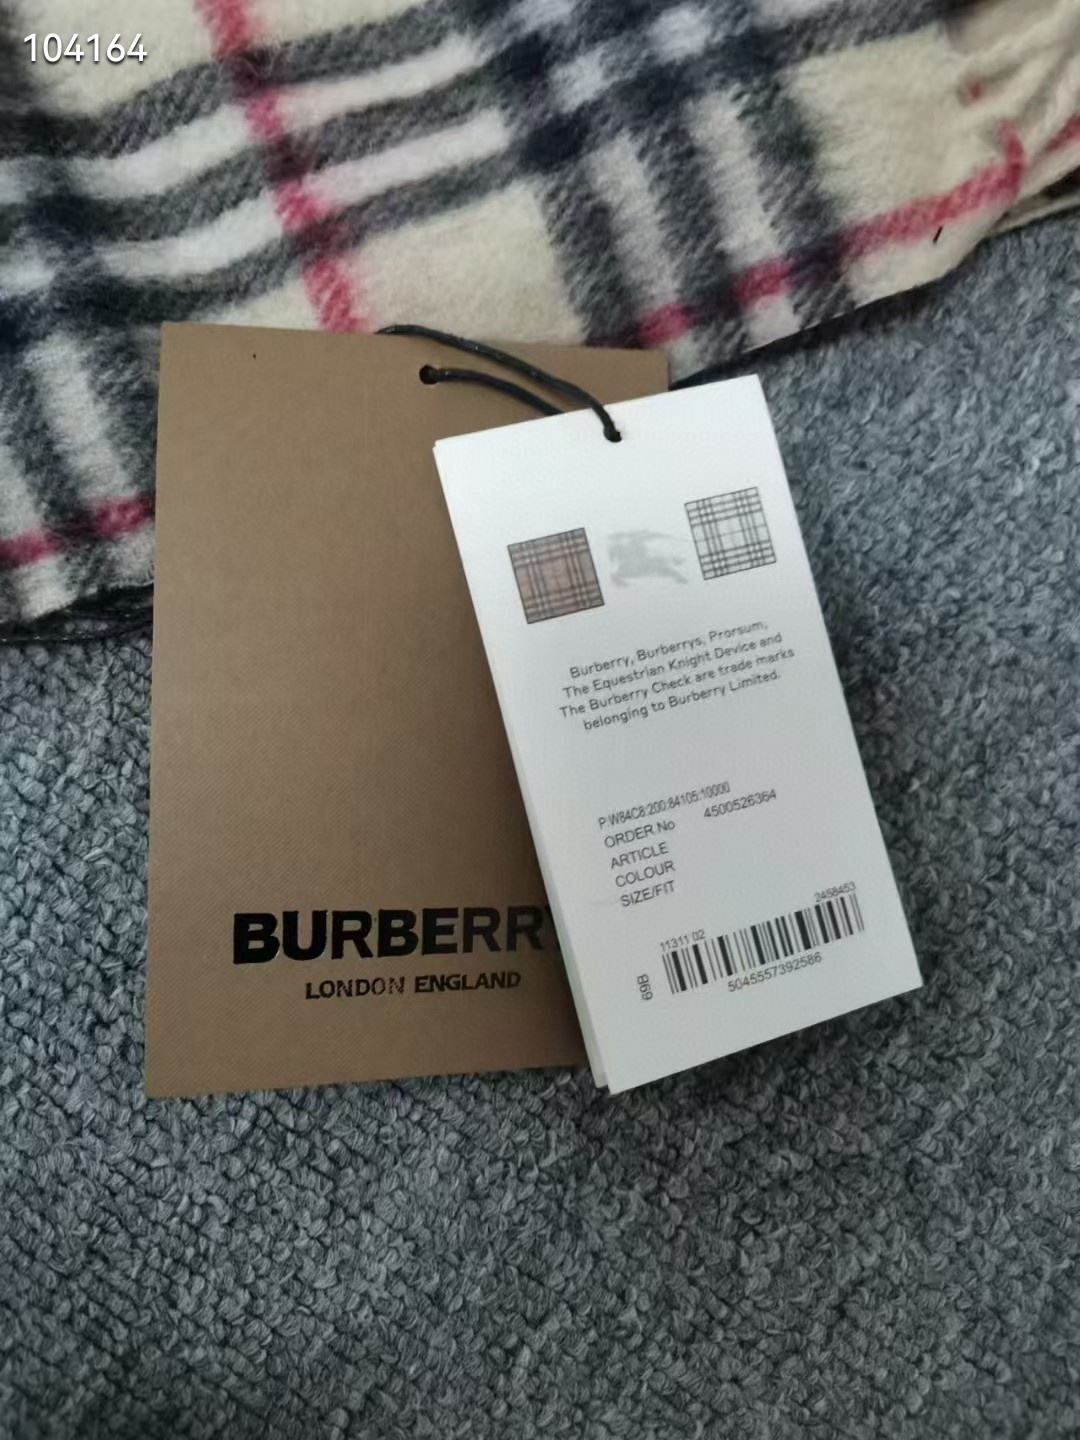 104164
Burberry, Burberrys, Prorsum,
The Equestrian Knight Device and
The Burberry Check are trade marks
belonging to Burberry Limited.
P:W84C8:200:84105:10000
ORDER No 4500526364
ARTICLE
COLOUR
SIZE/FIT
11311 02 2458453
69B
5045557392586
BURBERRY
LONDON ENGLAND